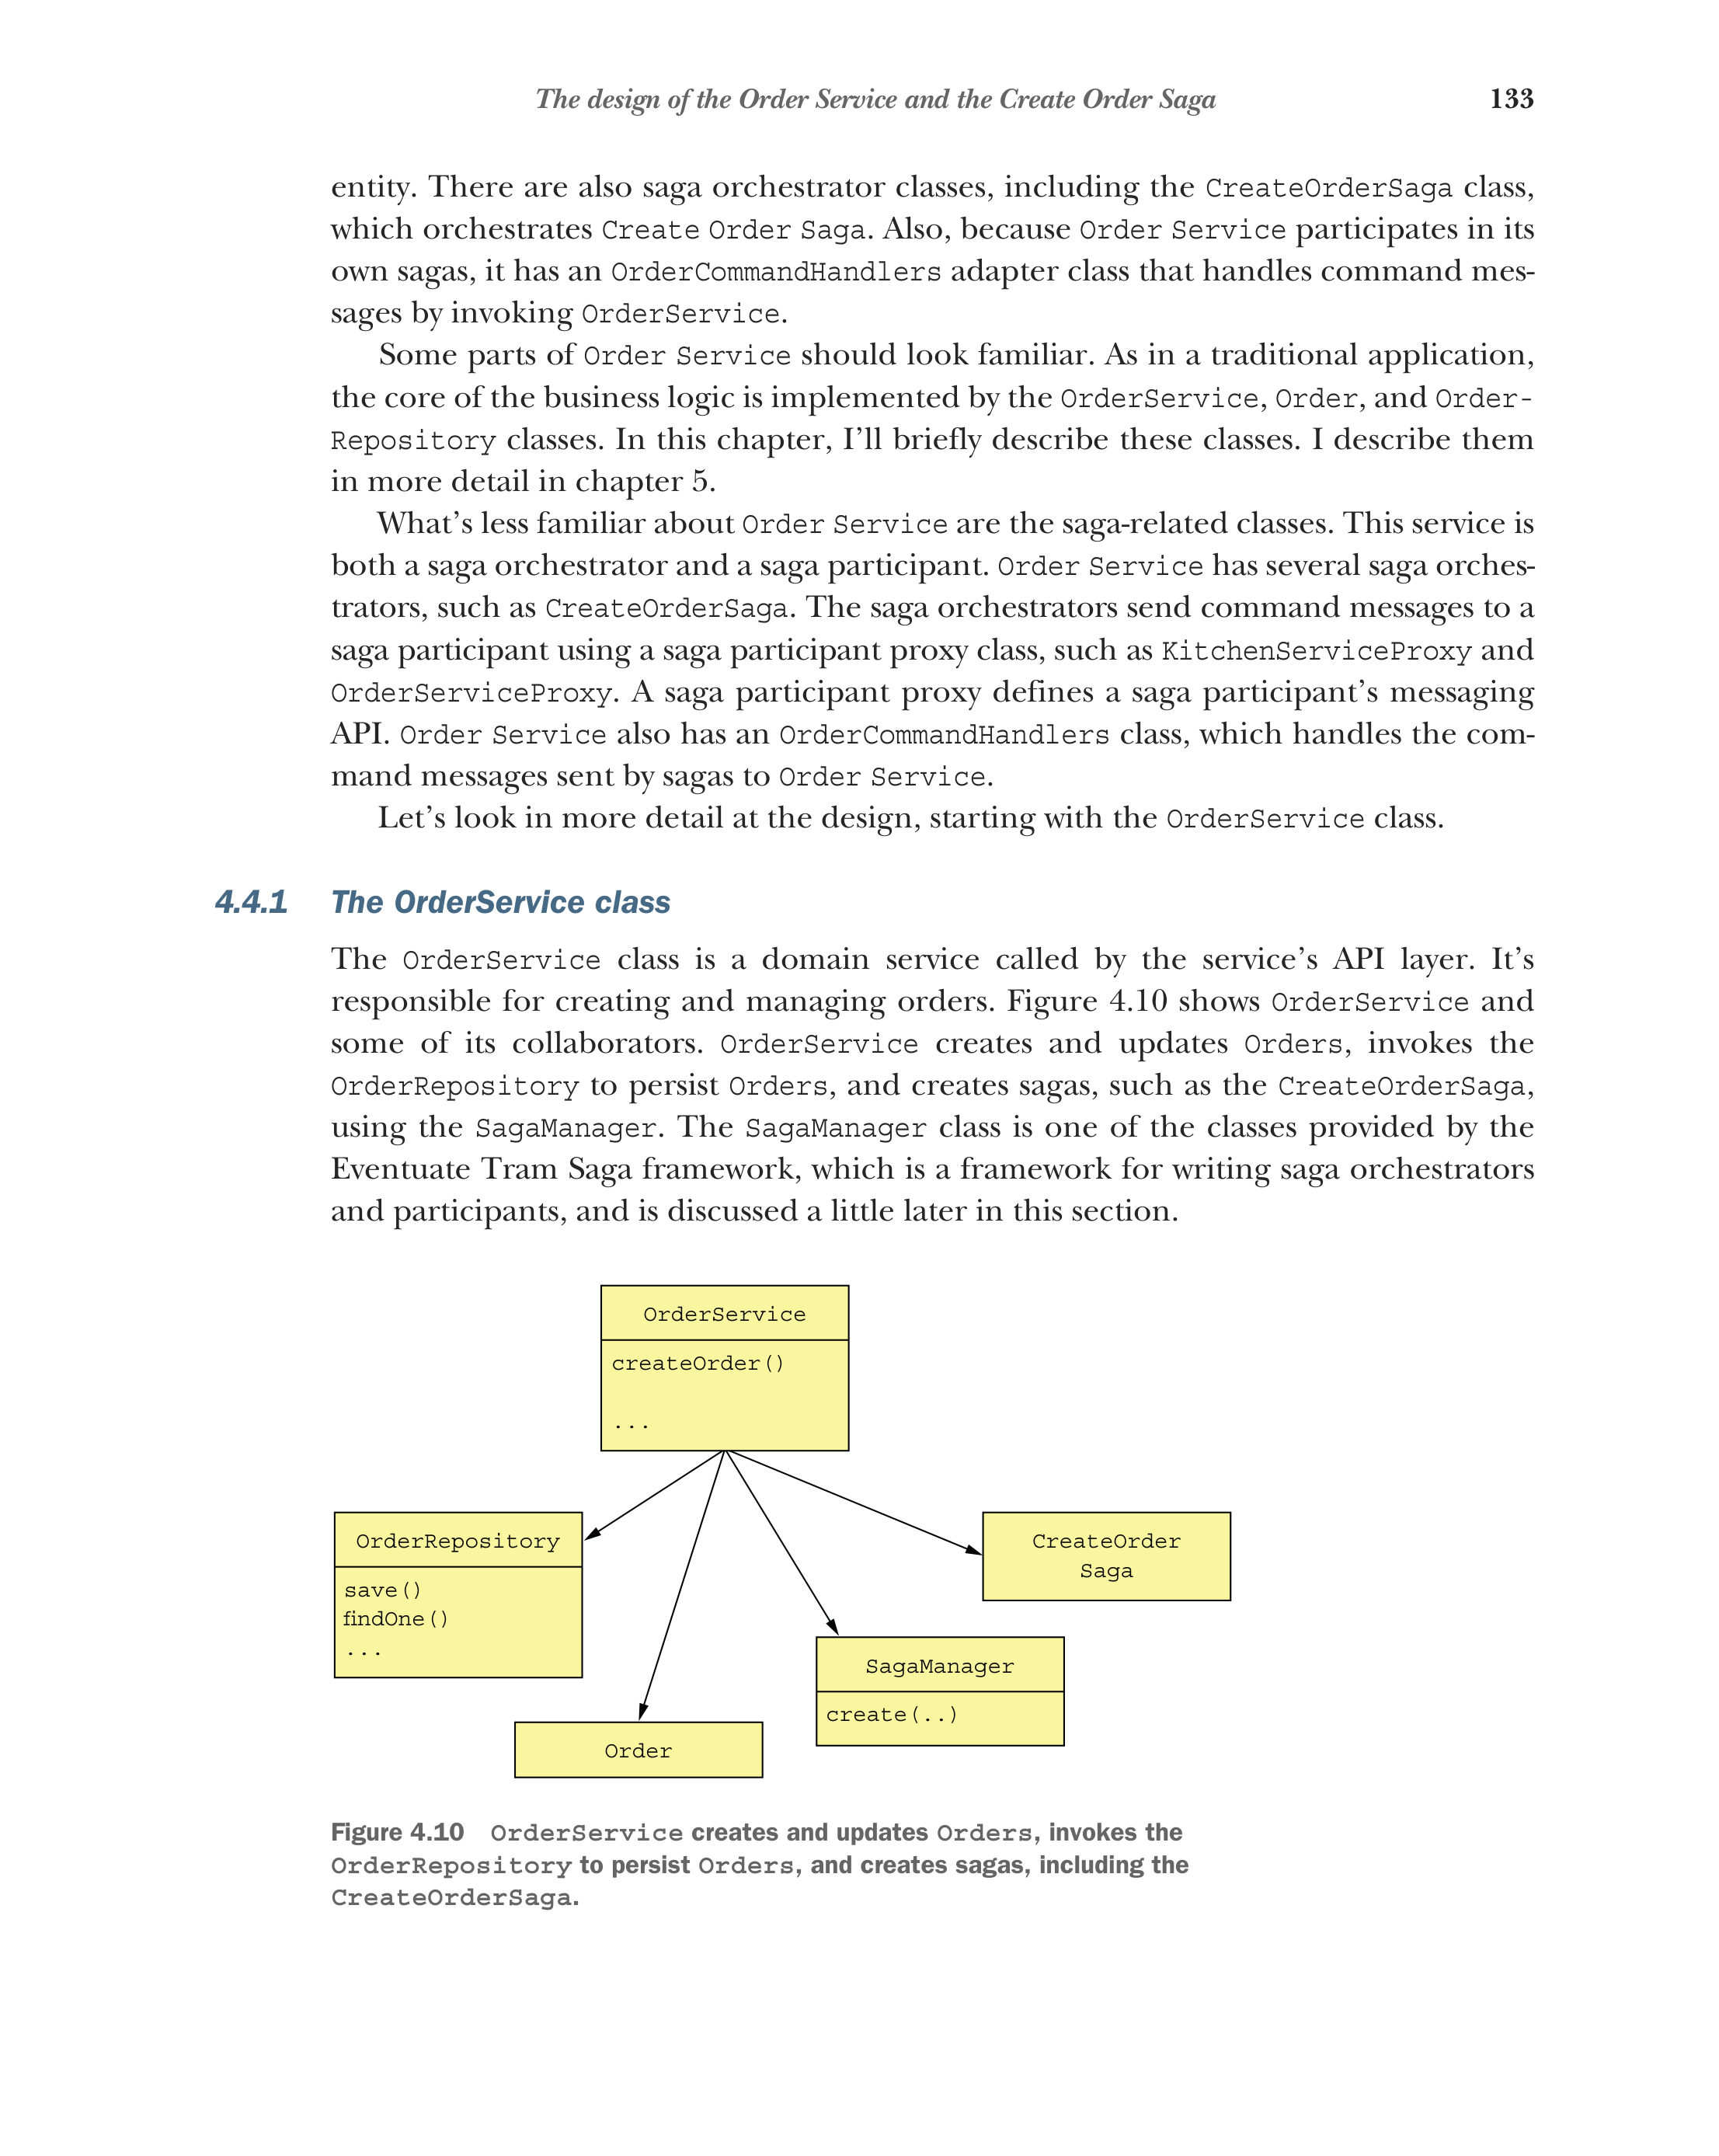 The design of the Order Service and the Create Order Saga 133
entity. There are also saga orchestrator classes, including the CreateOrderSaga class,
which orchestrates Create Order Saga. Also, because Order Service participates in its
own sagas, it has an OrderCommandHandlers adapter class that handles command mes-
sages by invoking OrderService.
Some parts of Order Service should look familiar. As in a traditional application,
the core of the business logic is implemented by the OrderService, Order, and Order-
Repository classes. In this chapter, I'll briefly describe these classes. I describe them
in more detail in chapter 5.
What's less familiar about Order Service are the saga-related classes. This service is
both a saga orchestrator and a saga participant. Order Service has several saga orches-
trators, such as CreateOrderSaga. The saga orchestrators send command messages to a
saga participant using a saga participant proxy class, such as KitchenServiceProxy and
OrderServiceProxy. A saga participant proxy defines a saga participant's messaging
API. Order Service also has an OrderCommandHandlers class, which handles the com-
mand messages sent by sagas to Order Service.
Let's look in more detail at the design, starting with the OrderService class.
4.4.1 The OrderService class
The OrderService class is a domain service called by the service's API layer. It's
responsible for creating and managing orders. Figure 4.10 shows OrderService and
some of its collaborators. OrderService creates and updates Orders, invokes the
OrderRepository to persist Orders, and creates sagas, such as the CreateOrderSaga,
using the SagaManager. The SagaManager class is one of the classes provided by the
Eventuate Tram Saga framework, which is a framework for writing saga orchestrators
and participants, and is discussed a little later in this section.
OrderService
createOrder()
...
OrderRepository
save()
findOne()
...
CreateOrder
Saga
SagaManager
create(..)
Order
Figure 4.10 OrderService creates and updates Orders, invokes the
OrderRepository to persist Orders, and creates sagas, including the
CreateOrderSaga.